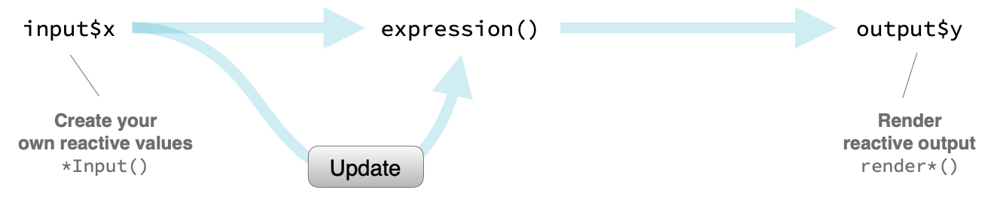 input$x
expression()
output$y
Create your
own reactive values
*Input()
Update
Render
reactive output
render*()